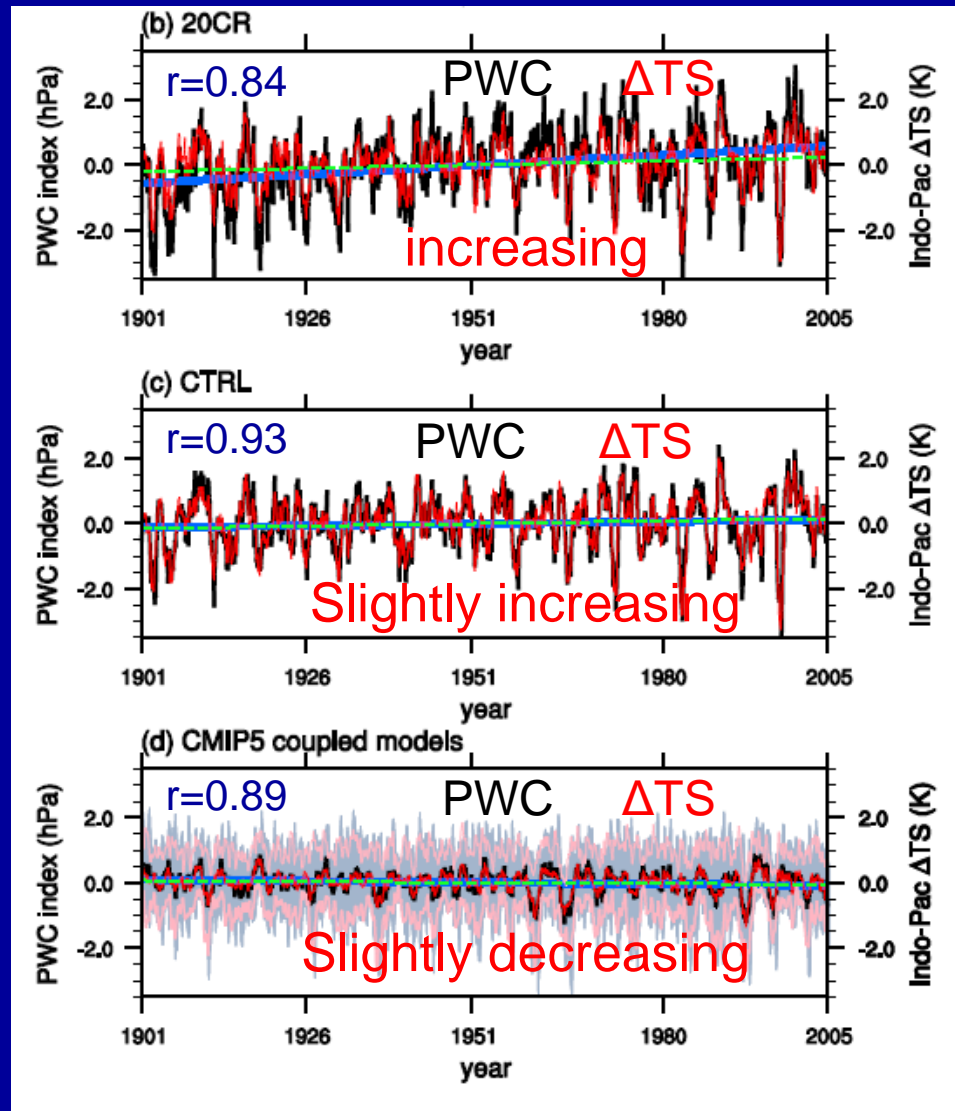 (b) 20CR
r=0.84 PWC ΔTS
PWC index (hPa)
2.0
0.0
-2.0
2.0
0.0
-2.0
Indo-Pac ΔTS (K)
increasing
1901 1926 1951 1980 2005
year
(c) CTRL
r=0.93 PWC ΔTS
PWC index (hPa)
2.0
0.0
-2.0
2.0
0.0
-2.0
Indo-Pac ΔTS (K)
Slightly increasing
1901 1926 1951 1980 2005
year
(d) CMIP5 coupled models
r=0.89 PWC ΔTS
PWC index (hPa)
2.0
0.0
-2.0
2.0
0.0
-2.0
Indo-Pac ΔTS (K)
Slightly decreasing
1901 1926 1951 1980 2005
year